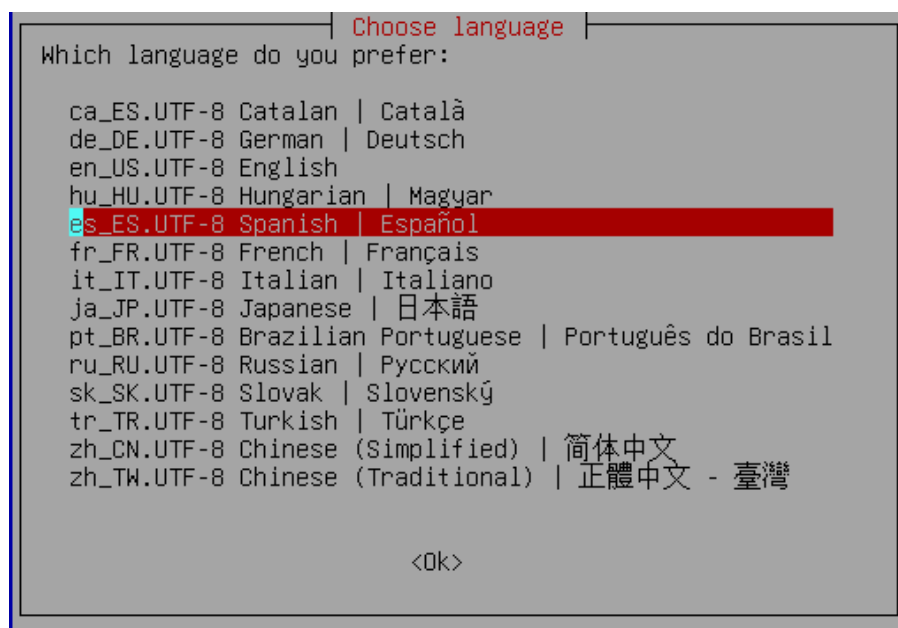 Choose language
Which language do you prefer:
ca_ES.UTF-8 Catalan | Català
de_DE.UTF-8 German | Deutsch
en_US.UTF-8 English
hu_HU.UTF-8 Hungarian | Magyar
es_ES.UTF-8 Spanish | Español
fr_FR.UTF-8 French | Français
it_IT.UTF-8 Italian | Italiano
ja_JP.UTF-8 Japanese | 日本語
pt_BR.UTF-8 Brazilian Portuguese | Português do Brasil
ru_RU.UTF-8 Russian | Русский
sk_SK.UTF-8 Slovak | Slovenský
tr_TR.UTF-8 Turkish | Türkçe
zh_CN.UTF-8 Chinese (Simplified) | 简体中文
zh_TW.UTF-8 Chinese (Traditional) | 正體中文 - 臺灣
<Ok>